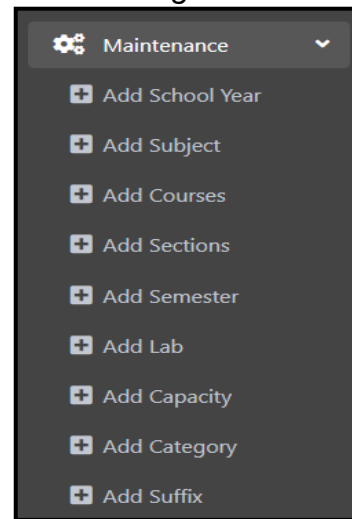 Maintenance
Add School Year
Add Subject
Add Courses
Add Sections
Add Semester
Add Lab
Add Capacity
Add Category
Add Suffix